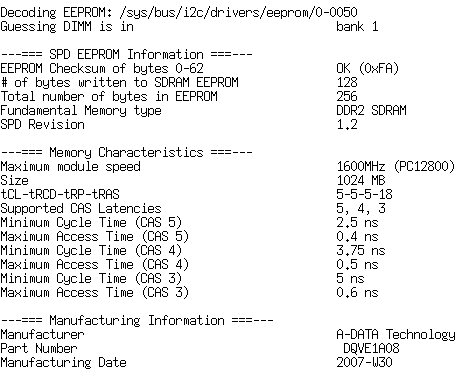 Decoding EEPROM: /sys/bus/i2c/drivers/eeprom/0-0050
Guessing DIMM is in bank 1
---=== SPD EEPROM Information ===---
EEPROM Checksum of bytes 0-62 OK (0xFA)
# of bytes written to SDRAM EEPROM 128
Total number of bytes in EEPROM 256
Fundamental Memory type DDR2 SDRAM
SPD Revision 1.2
---=== Memory Characteristics ===---
Maximum module speed 1600MHz (PC12800)
Size 1024 MB
tCL-tRCD-tRP-tRAS 5-5-5-18
Supported CAS Latencies 5, 4, 3
Minimum Cycle Time (CAS 5) 2.5 ns
Maximum Access Time (CAS 5) 0.4 ns
Minimum Cycle Time (CAS 4) 3.75 ns
Maximum Access Time (CAS 4) 0.5 ns
Minimum Cycle Time (CAS 3) 5 ns
Maximum Access Time (CAS 3) 0.6 ns
---=== Manufacturing Information ===---
Manufacturer A-DATA Technology
Part Number DQVE1A08
Manufacturing Date 2007-W30